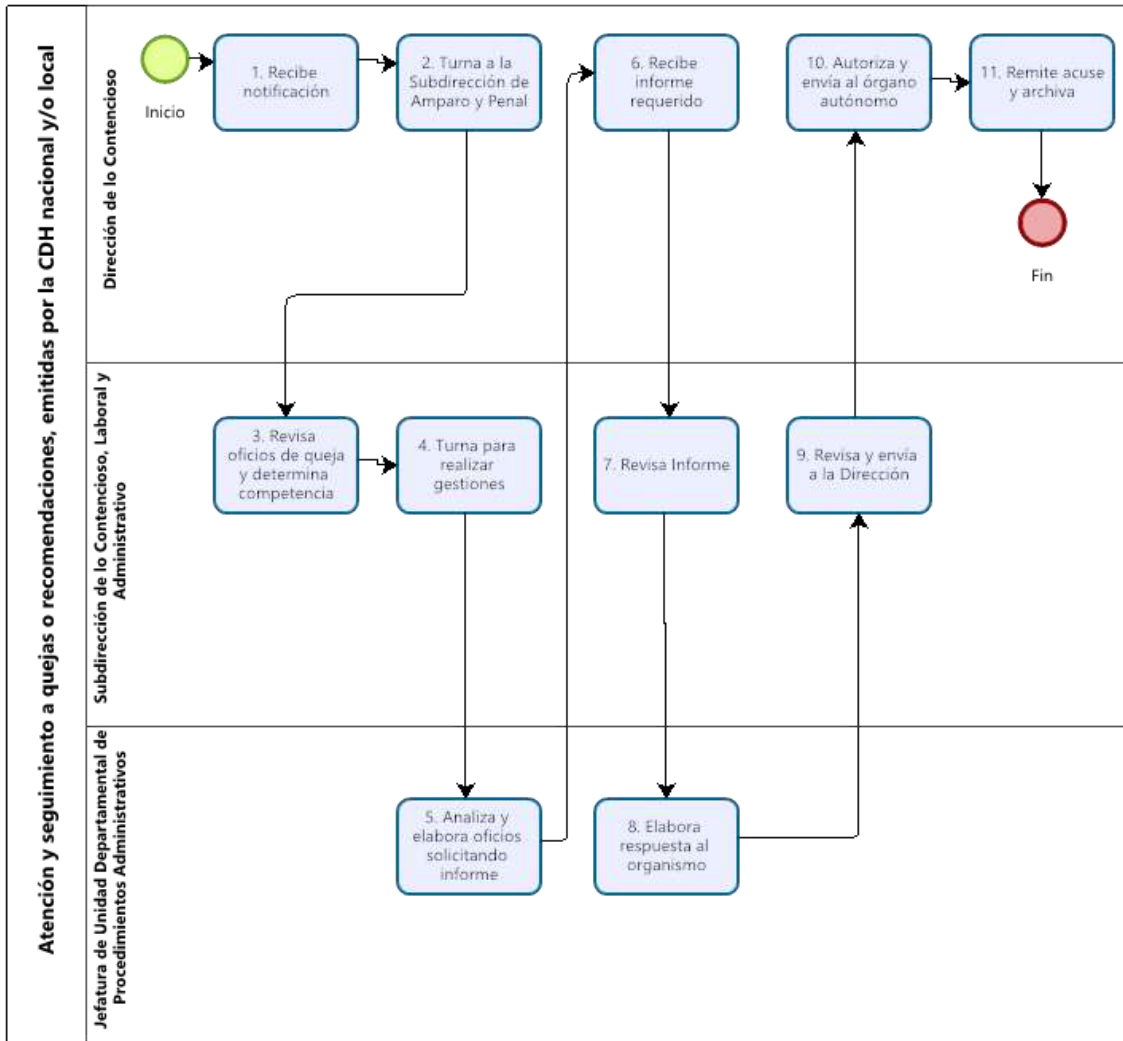 Atención y seguimiento a quejas o recomendaciones, emitidas por la CDH nacional y/o local
Dirección de lo Contencioso
Inicio
1. Recibe
notificación
2. Turna a la
Subdirección de
Amparo y Penal
6. Recibe
informe
requerido
10. Autoriza y
envía al órgano
autónomo
11. Remite acuse
y archiva
Fin
Subdirección de lo Contencioso, Laboral y
Administrativo
3. Revisa
oficios de queja
y determina
competencia
4. Turna para
realizar
gestiones
7. Revisa Informe
9. Revisa y envía
a la Dirección
Jefatura de Unidad Departamental de
Procedimientos Administrativos
5. Analiza y
elabora oficios
solicitando
informe
8. Elabora
respuesta al
organismo